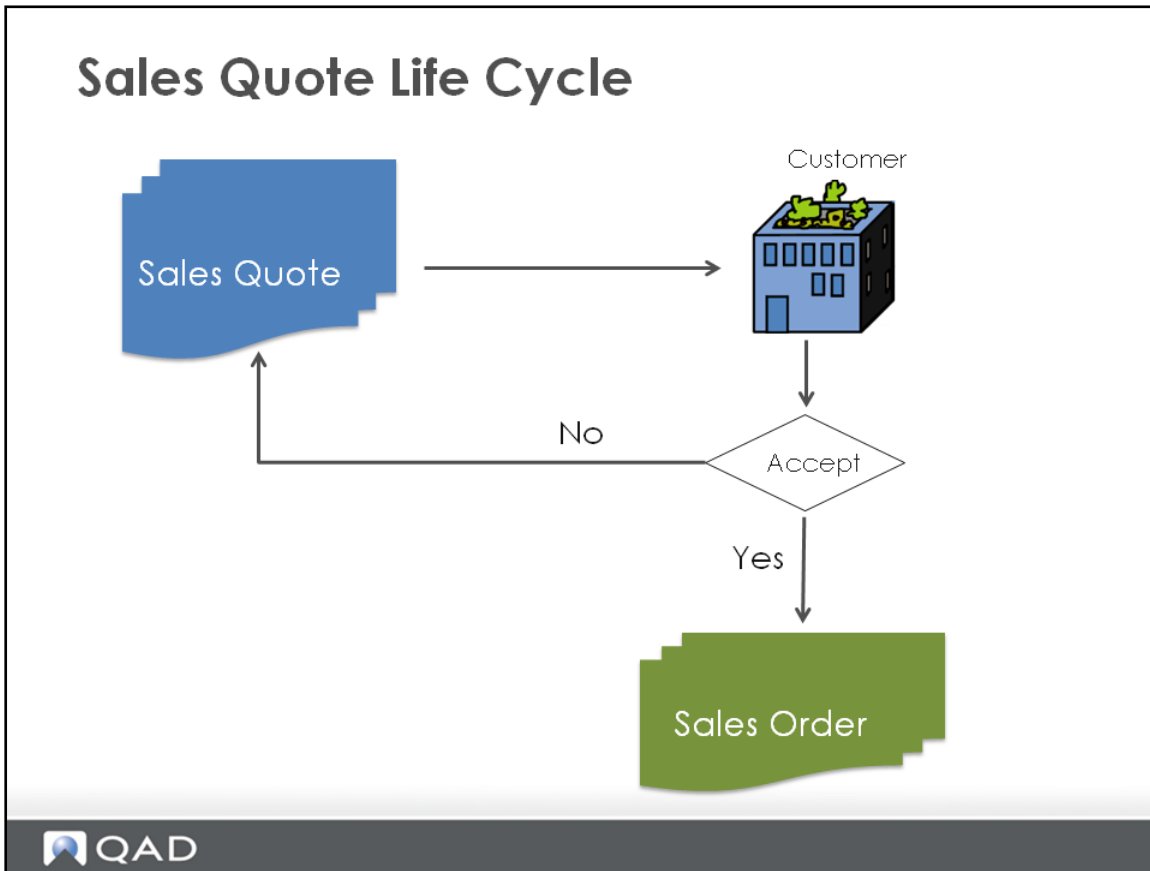 Sales Quote Life Cycle
Customer
Sales Quote
No
Accept
Yes
Sales Order
QAD